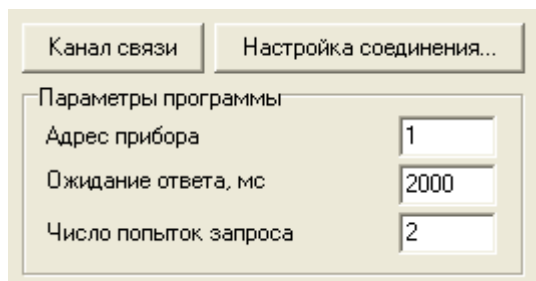 Канал связи Настройка соединения...
Параметры программы
Адрес прибора 1
Ожидание ответа, мс 2000
Число попыток запроса 2